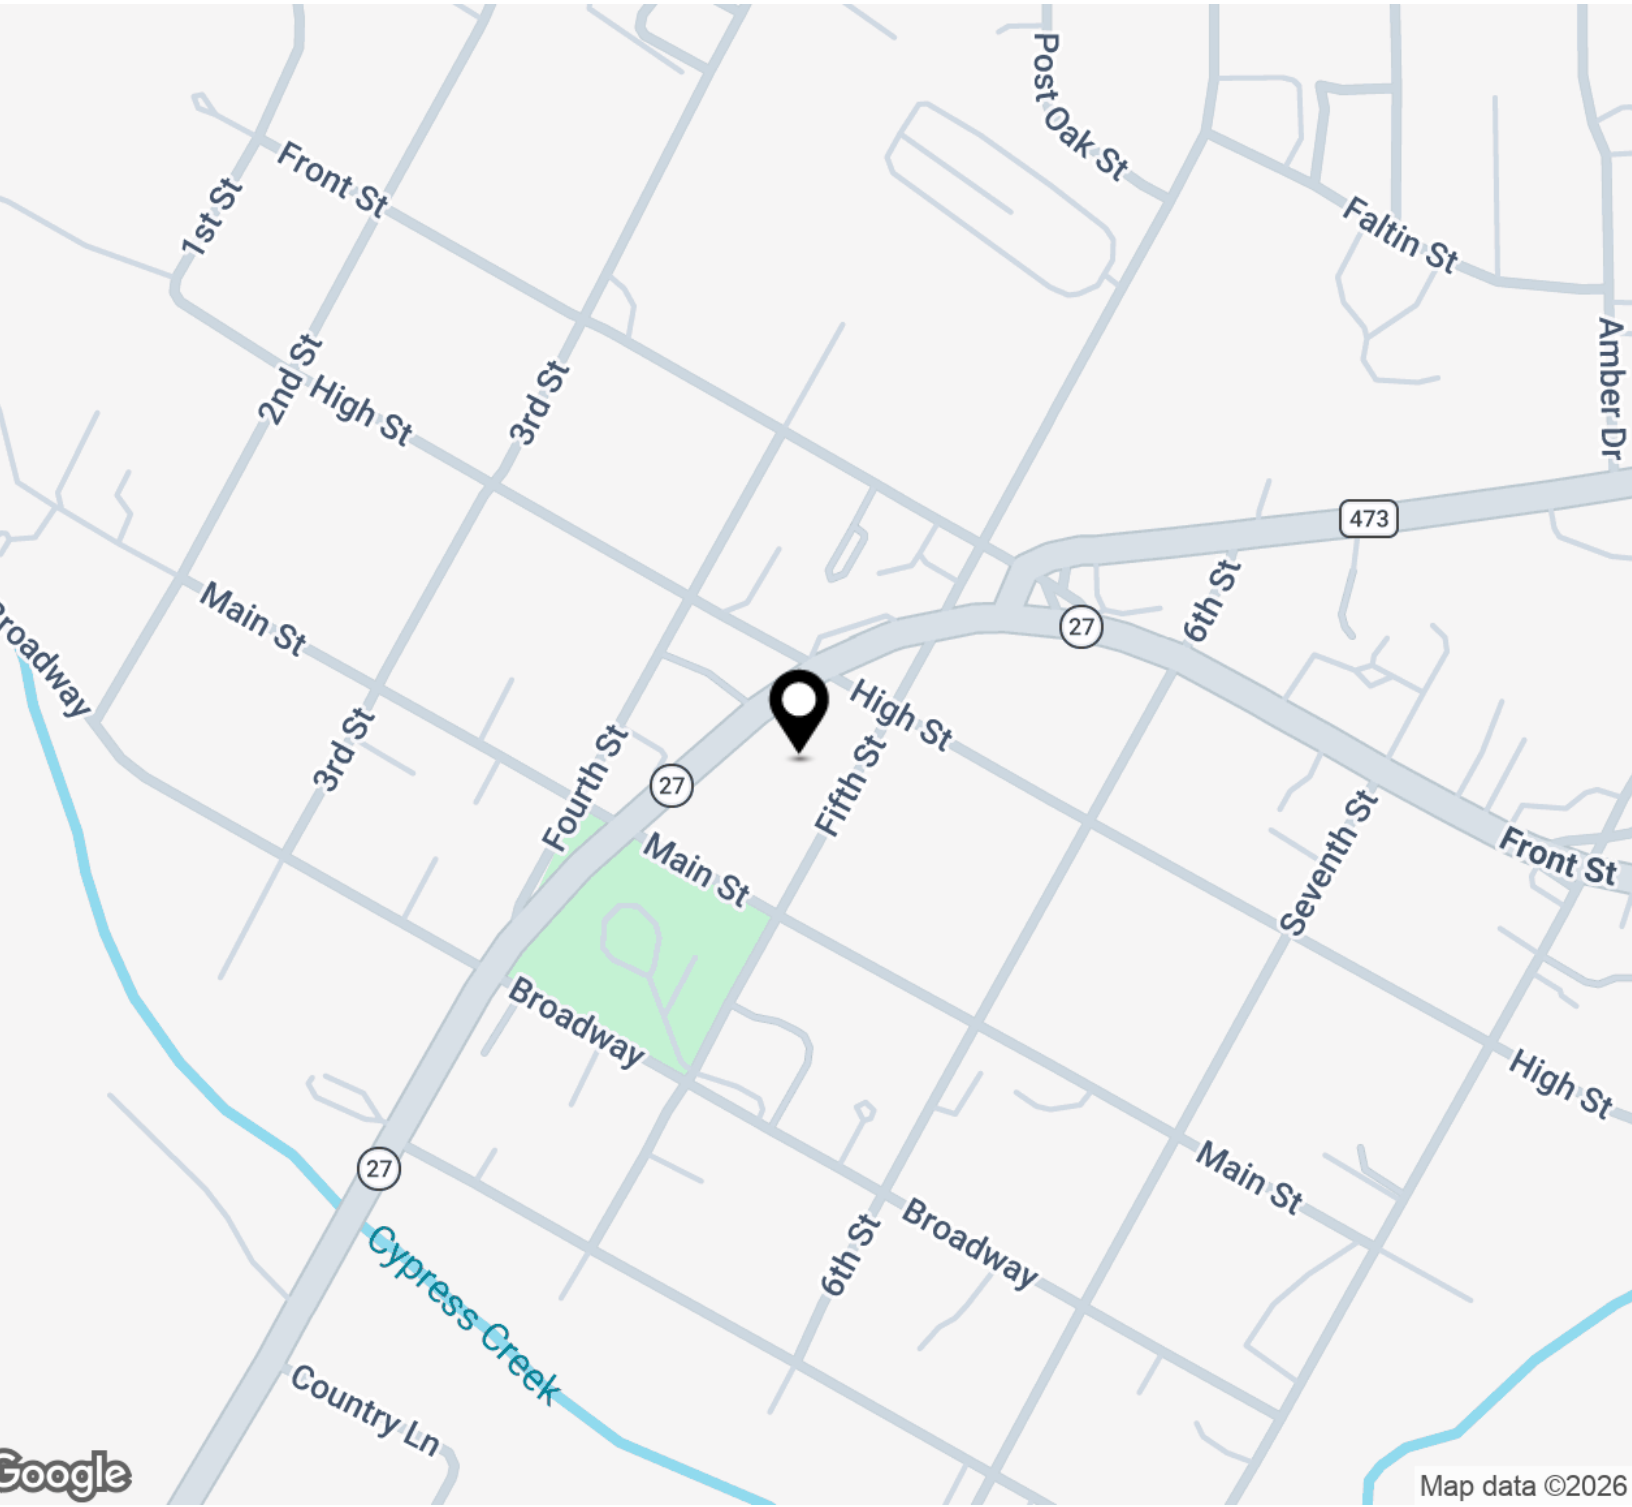 Post Oak St
Front St
1st St
Faltin St
2nd St
High St
3rd St
Amber Dr
473
Main St
6th St
27
Broadway
High St
3rd St
Fourth St
27
Fifth St
Main St
Seventh St
Front St
Broadway
High St
27
Main St
Cypress Creek
6th St
Broadway
Country Ln
Google
Map data ©2026